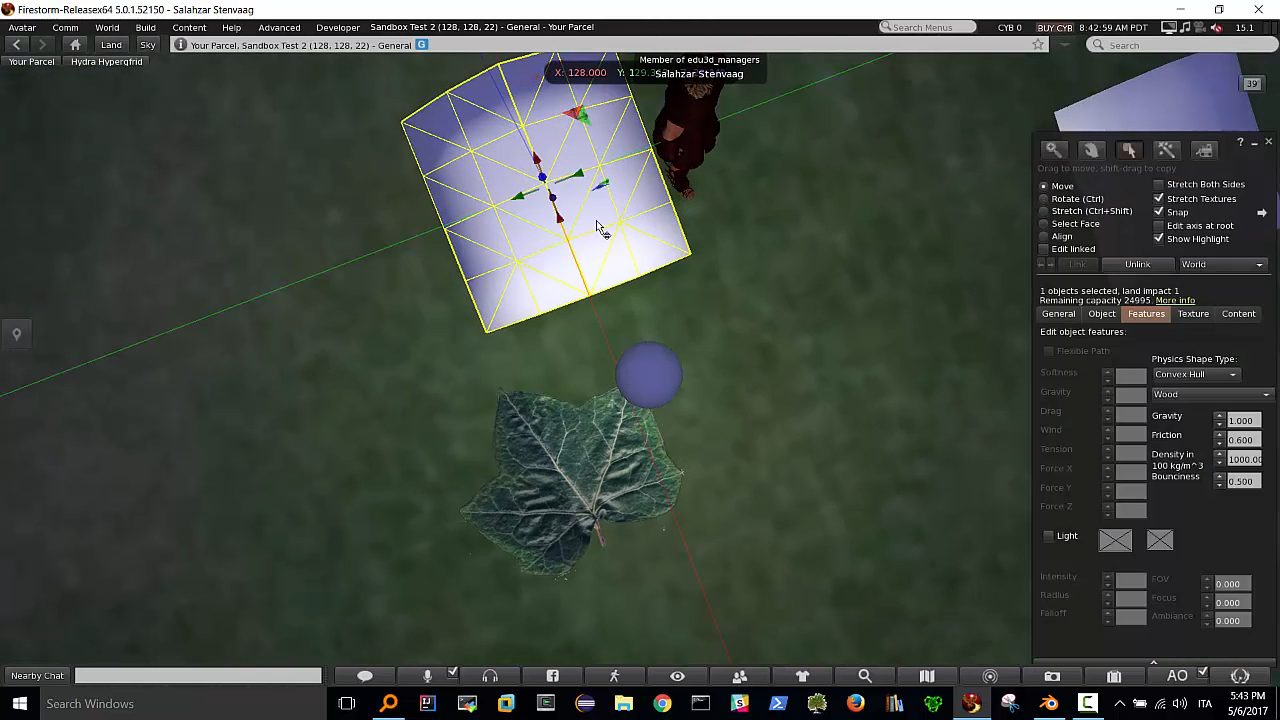 Firestorm-Releasex64 5.0.1.52150 - Salahzar Stenvaag
Avatar Comm World Build Content Help Advanced Developer Sandbox Test 2 (128, 128, 22) - General - Your Parcel Search Menus CYB 0 BUY CYB 8:42:59 AM PDT 15.1
Land Sky Your Parcel, Sandbox Test 2 (128, 128, 22) - General G Search
Your Parcel Hydra Hypergrid
Member of edu3d_managers
X: 128.000 Salahzar Stenvaag
39
? 
Drag to move, shift-drag to copy
Move Stretch Both Sides
Rotate (Ctrl) Stretch Textures
Stretch (Ctrl+Shift) Snap
Select Face Edit axis at root
Align Show Highlight
Edit linked
Link Unlink World
1 objects selected, land impact 1
Remaining capacity 24995. More info
General Object Features Texture Content
Edit object features:
Flexible Path Physics Shape Type:
Softness Convex Hull
Gravity Wood
Drag Gravity 1.000
Wind Friction 0.600
Tension Density in 100 kg/m^3 1000.00
Force X Bounciness 0.500
Force Y
Force Z
Light
Intensity FOV 0.000
Radius Focus 0.000
Falloff Ambiance 0.000
Nearby Chat AO
Search Windows ITA 5:43 PM
5/6/2017